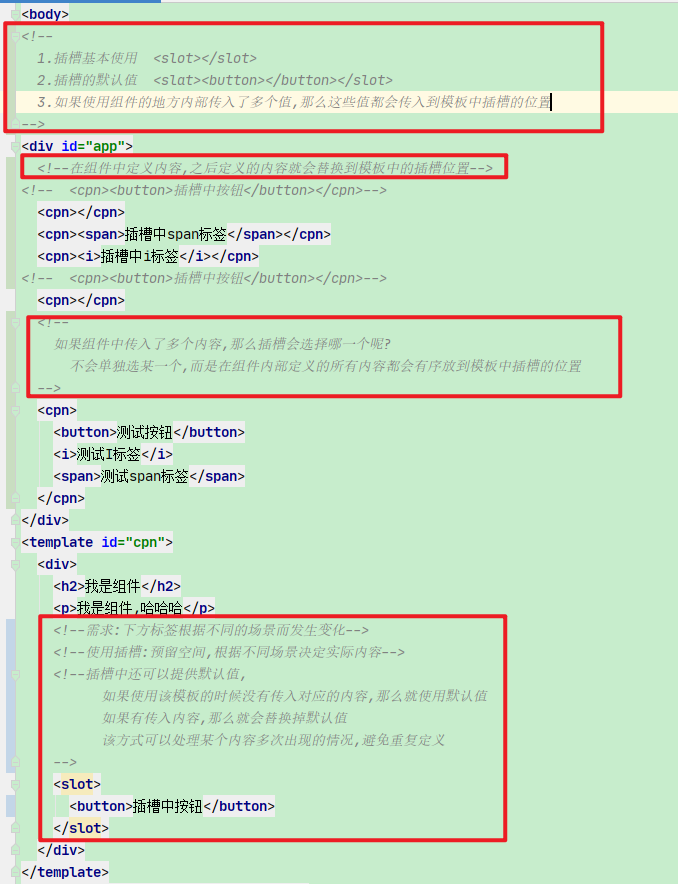 <body>
<!--
1.插槽基本使用  <slot></slot>
2.插槽的默认值  <slat><button></button></slot>
3.如果使用组件的地方内部传入了多个值,那么这些值都会传入到模板中插槽的位置
-->
<div id="app">
<!--在组件中定义内容,之后定义的内容就会替换到模板中的插槽位置-->
<!--  <cpn><button>插槽中按钮</button></cpn>-->
<cpn></cpn>
<cpn><span>插槽中span标签</span></cpn>
<cpn><i>插槽中i标签</i></cpn>
<!--  <cpn><button>插槽中按钮</button></cpn>-->
<cpn></cpn>
<!--
如果组件中传入了多个内容,那么插槽会选择哪一个呢?
不会单独选某一个,而是在组件内部定义的所有内容都会有序放到模板中插槽的位置
-->
<cpn>
<button>测试按钮</button>
<i>测试I标签</i>
<span>测试span标签</span>
</cpn>
</div>
<template id="cpn">
<div>
<h2>我是组件</h2>
<p>我是组件,哈哈哈</p>
<!--需求:下方标签根据不同的场景而发生变化-->
<!--使用插槽:预留空间,根据不同场景决定实际内容-->
<!--插槽中还可以提供默认值,
如果使用该模板的时候没有传入对应的内容,那么就使用默认值
如果有传入内容,那么就会替换掉默认值
该方式可以处理某个内容多次出现的情况,避免重复定义
-->
<slot>
<button>插槽中按钮</button>
</slot>
</div>
</template>